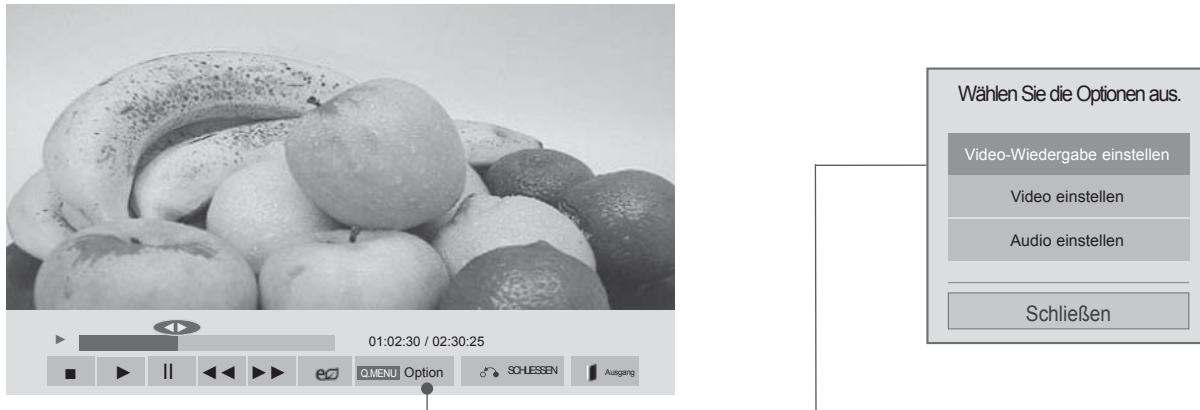 01:02:30 / 02:30:25
Q.MENU Option
SCHLIESSEN
Ausgang
Wählen Sie die Optionen aus.
Video-Wiedergabe einstellen
Video einstellen
Audio einstellen
Schließen